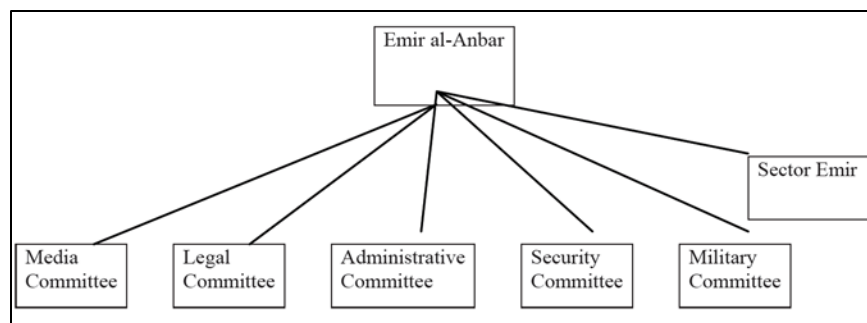 Emir al-Anbar
Sector Emir
Media
Committee
Legal
Committee
Administrative
Committee
Security
Committee
Military
Committee